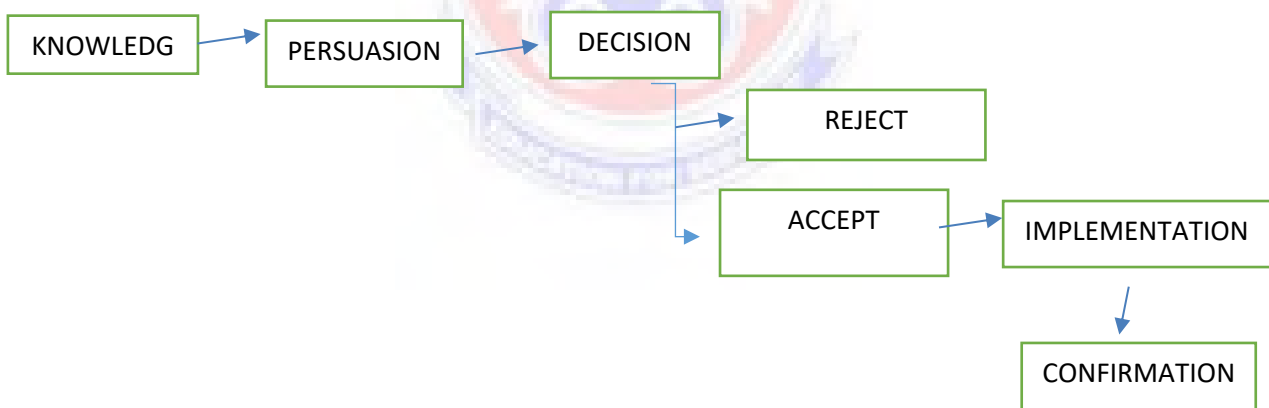 KNOWLEDG
PERSUASION
DECISION
REJECT
ACCEPT
IMPLEMENTATION
CONFIRMATION